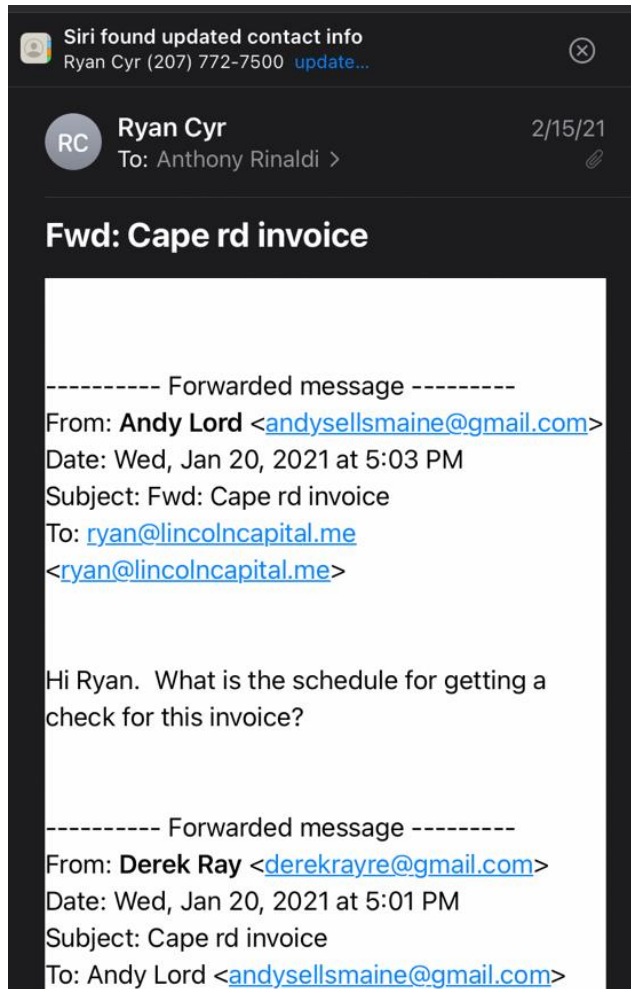 Siri found updated contact info
Ryan Cyr (207) 772-7500 update...
RC
Ryan Cyr
2/15/21
To: Anthony Rinaldi >
Fwd: Cape rd invoice
---------- Forwarded message ---------
From: Andy Lord <andysellsmaine@gmail.com>
Date: Wed, Jan 20, 2021 at 5:03 PM
Subject: Fwd: Cape rd invoice
To: ryan@lincolncapital.me
<ryan@lincolncapital.me>
Hi Ryan.  What is the schedule for getting a
check for this invoice?
---------- Forwarded message ---------
From: Derek Ray <derekrayre@gmail.com>
Date: Wed, Jan 20, 2021 at 5:01 PM
Subject: Cape rd invoice
To: Andy Lord <andysellsmaine@gmail.com>